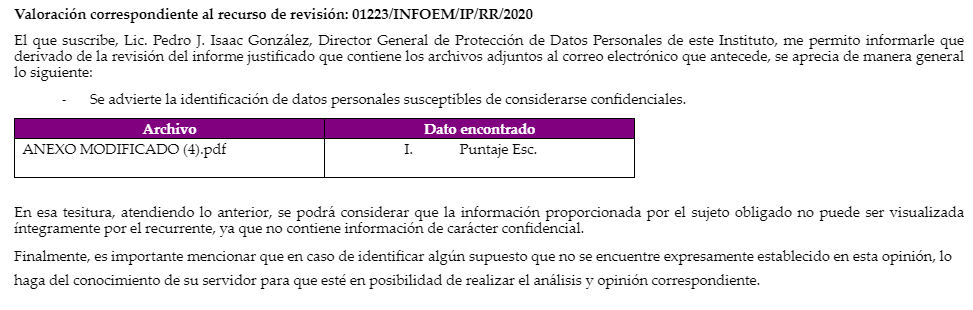 Valoración correspondiente al recurso de revisión: 01223/INFOEM/IP/RR/2020
El que suscribe, Lic. Pedro J. Isaac González, Director General de Protección de Datos Personales de este Instituto, me permito informarle que
derivado de la revisión del informe justificado que contiene los archivos adjuntos al correo electrónico que antecede, se aprecia de manera general
lo siguiente:
- Se advierte la identificación de datos personales susceptibles de considerarse confidenciales.
Archivo Dato encontrado
ANEXO MODIFICADO (4).pdf I. Puntaje Esc.
En esa tesitura, atendiendo lo anterior, se podrá considerar que la información proporcionada por el sujeto obligado no puede ser visualizada
íntegramente por el recurrente, ya que no contiene información de carácter confidencial.
Finalmente, es importante mencionar que en caso de identificar algún supuesto que no se encuentre expresamente establecido en esta opinión, lo
haga del conocimiento de su servidor para que esté en posibilidad de realizar el análisis y opinión correspondiente.